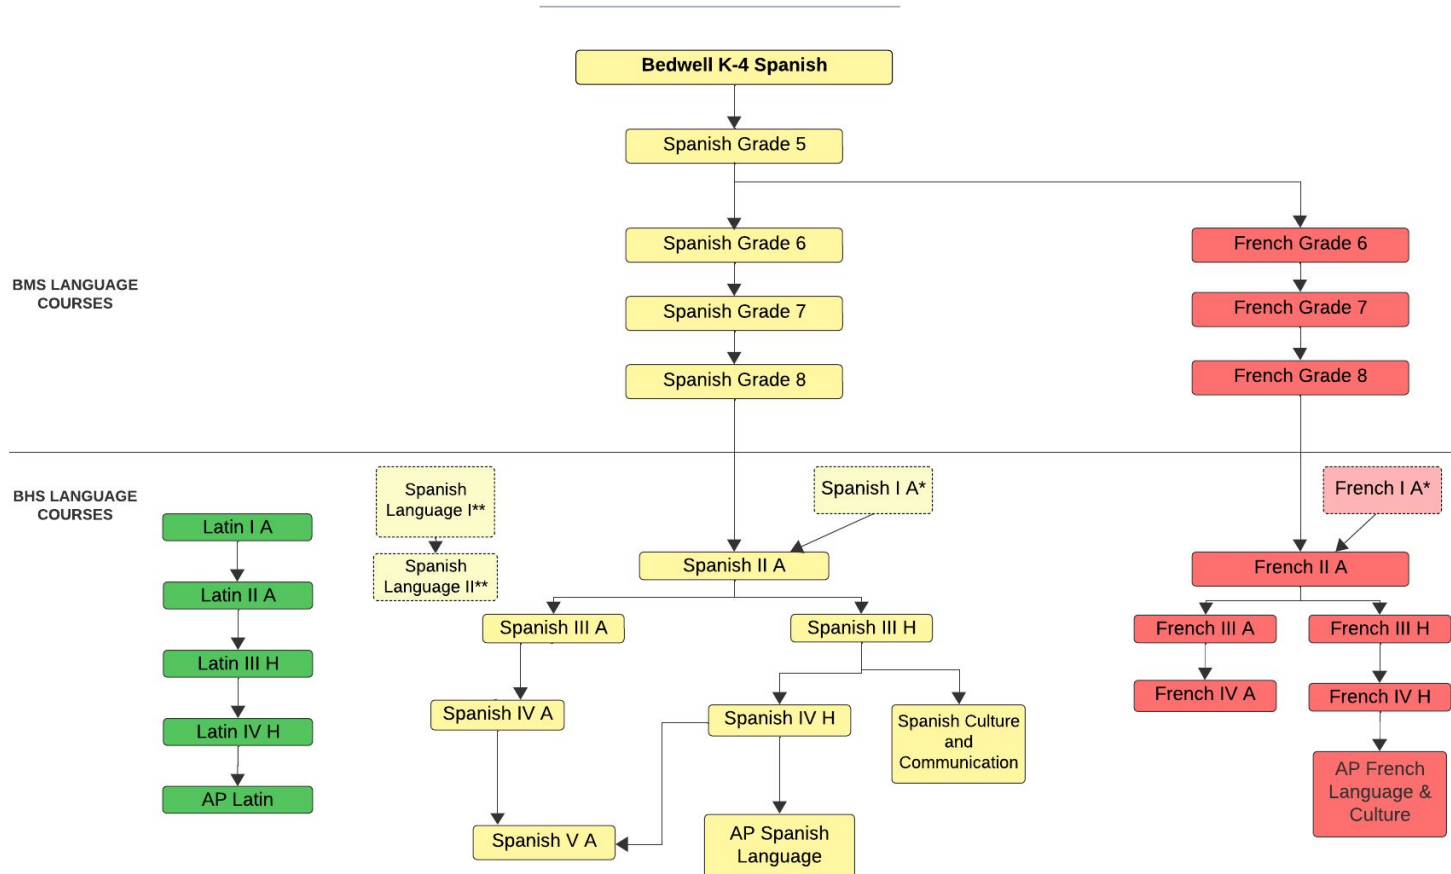 Bedwell K-4 Spanish
Spanish Grade 5
Spanish Grade 6
French Grade 6
BMS LANGUAGE
COURSES
Spanish Grade 7
French Grade 7
Spanish Grade 8
French Grade 8
BHS LANGUAGE
COURSES
Spanish
Language I**
Spanish I A*
French I A*
Latin I A
Spanish
Language II**
Spanish II A
French II A
Latin II A
Spanish III A
Spanish III H
French III A
French III H
Latin III H
Spanish IV A
Spanish IV H
Spanish Culture
and
Communication
French IV A
French IV H
Latin IV H
AP French
Language &
Culture
AP Latin
Spanish V A
AP Spanish
Language